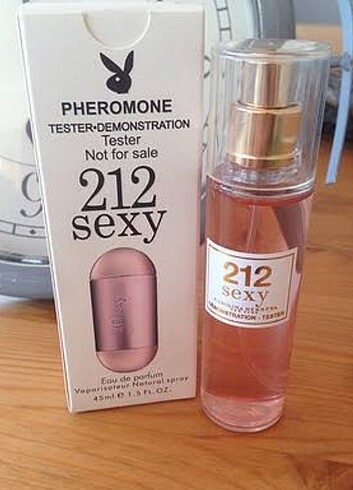 PHEROMONE
TESTER•DEMONSTRATION
Tester
Not for sale
212
sexy
Eau de parfum
Vaporisateur Natural spray
45ml ℮ 1.5 FL.OZ.
212
sexy
DEMONSTRATION - TESTER